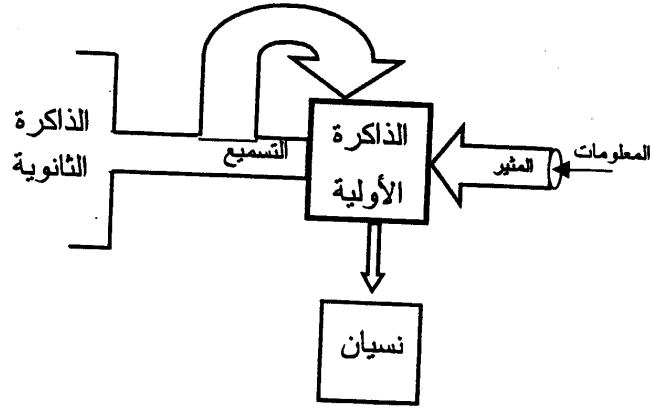 المعلومات
المثير
الذاكرة
الأولية
التسميع
الذاكرة
الثانوية
نسيان